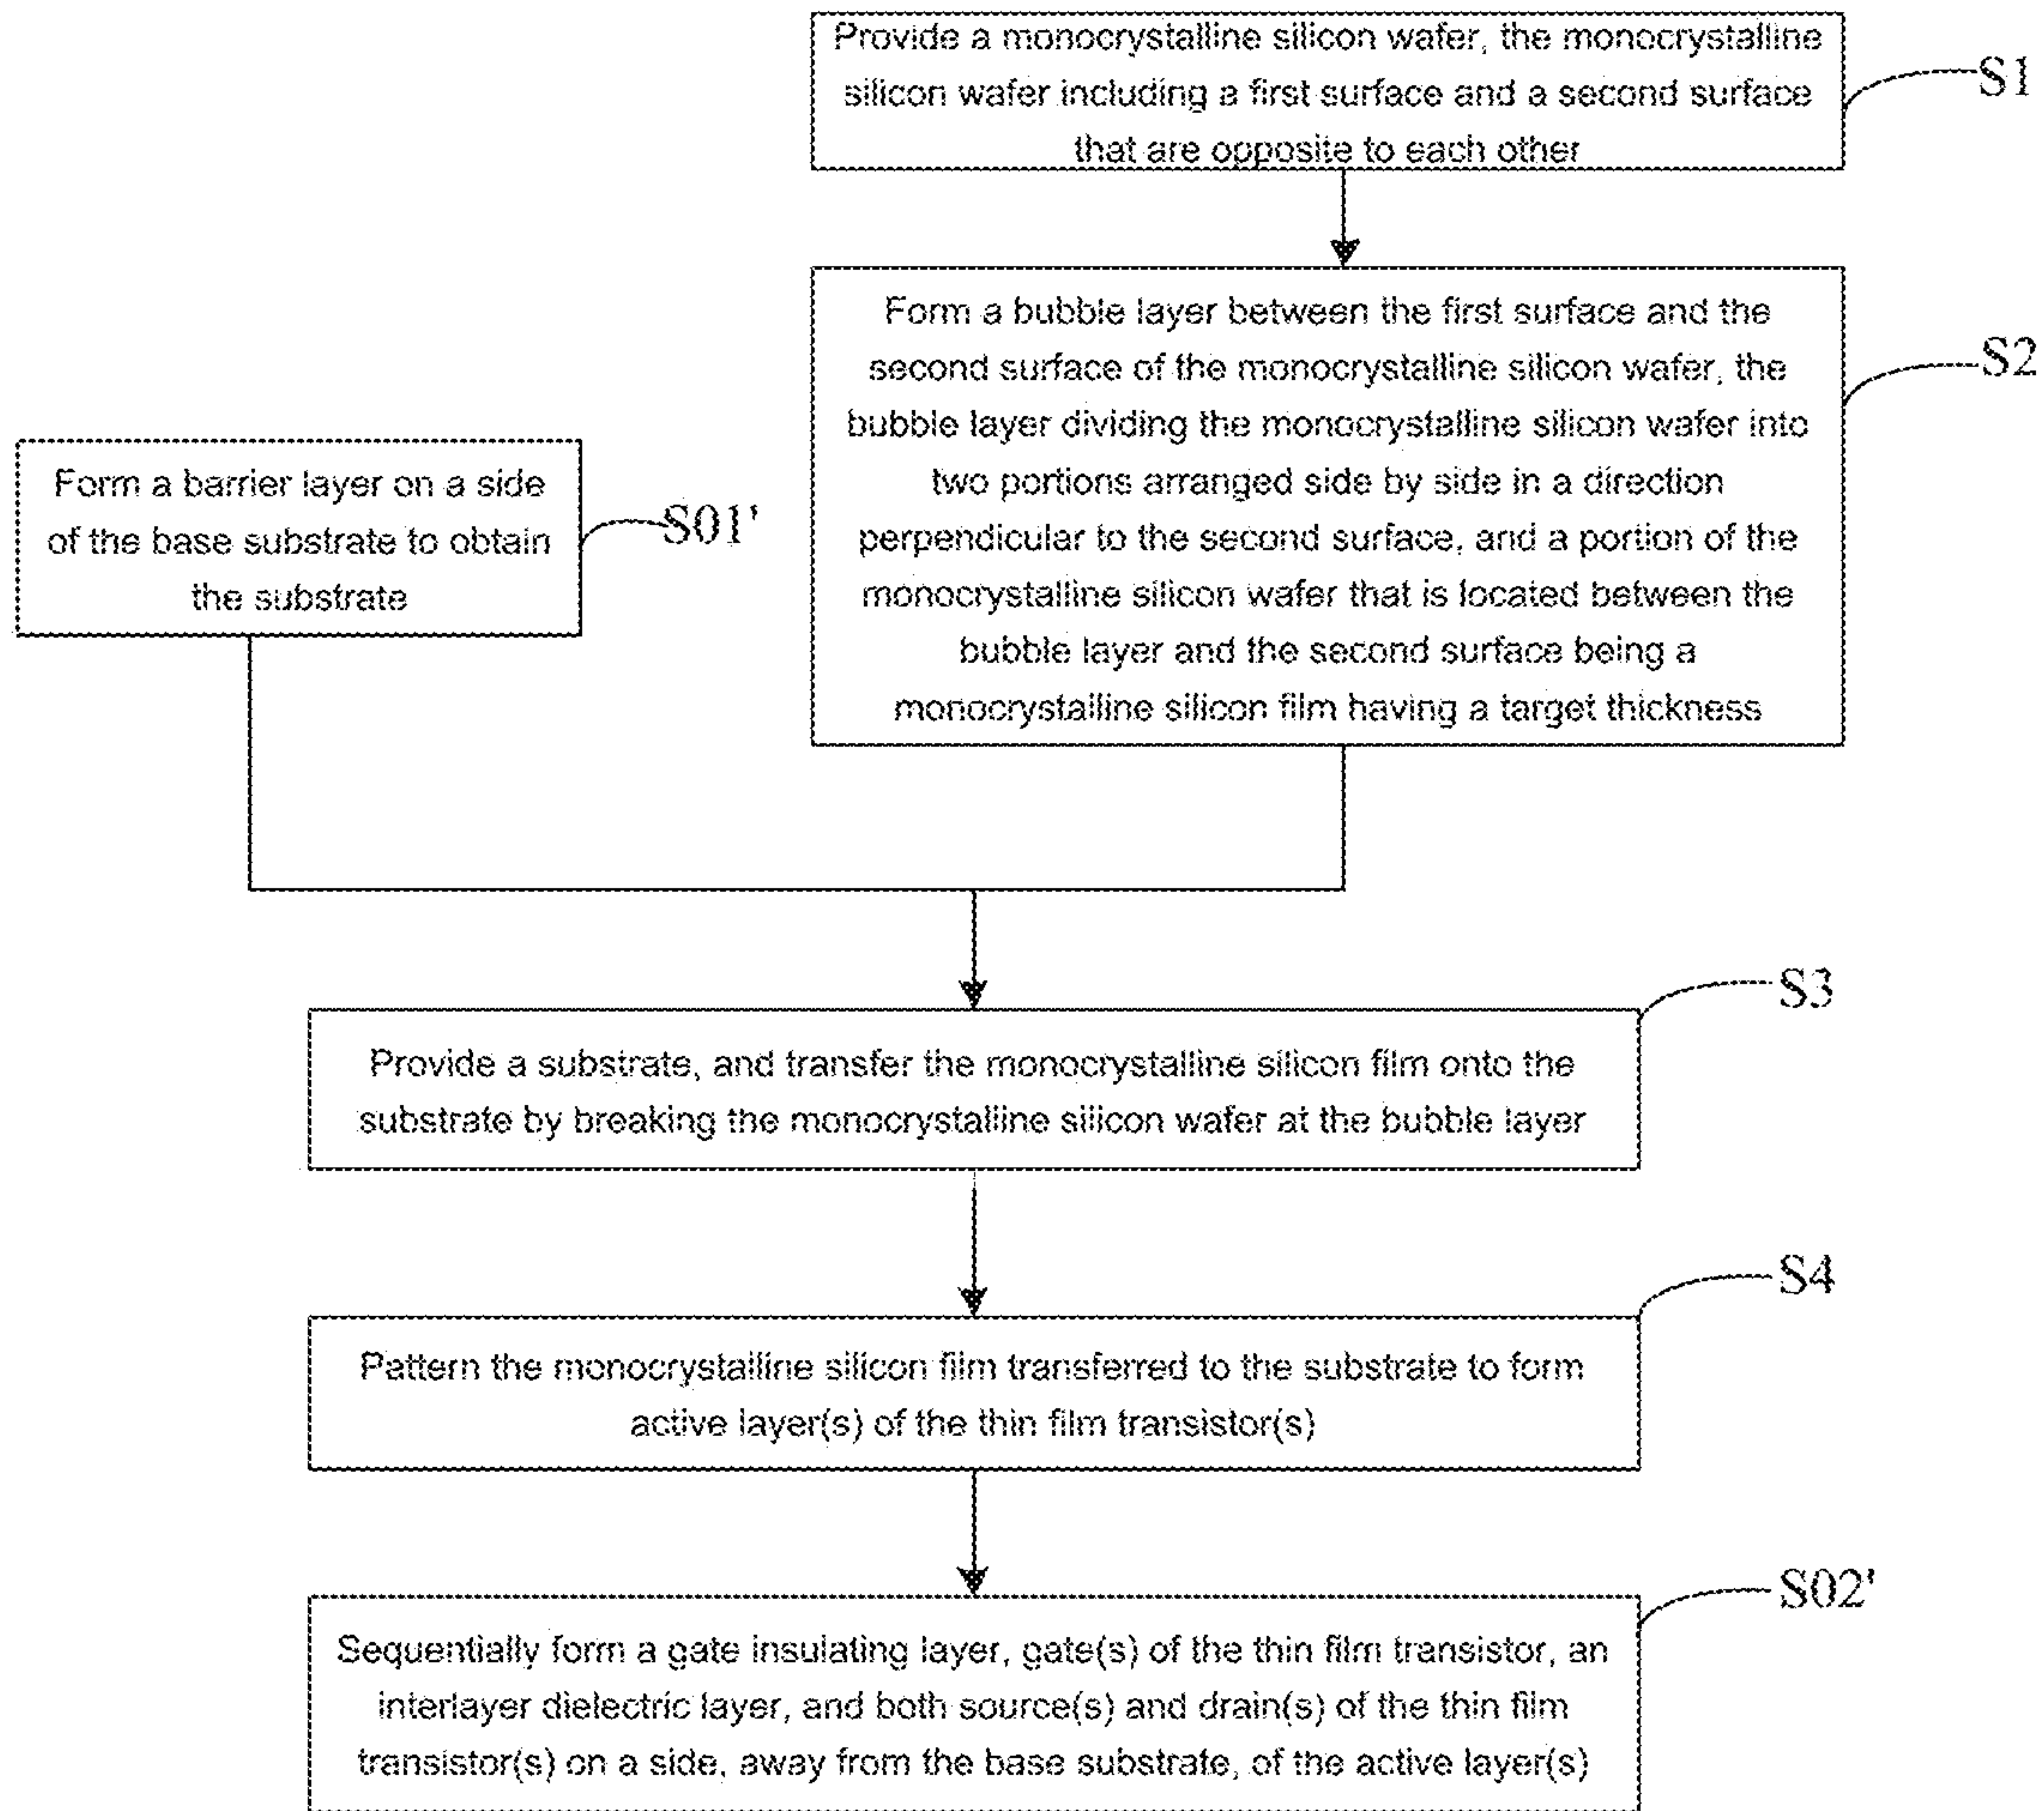 Provide a monocrystalline silicon wafer, the monocrystalline
silicon wafer including a first surface and a second surface
that are opposite to each other
S1
Form a bubble layer between the first surface and the
second surface of the monocrystalline silicon wafer, the
bubble layer dividing the monocrystalline silicon wafer into
two portions arranged side by side in a direction
perpendicular to the second surface, and a portion of the
monocrystalline silicon wafer that is located between the
bubble layer and the second surface being a
monocrystalline silicon film having a target thickness
S2
Form a barrier layer on a side
of the base substrate to obtain
the substrate
S01'
Provide a substrate, and transfer the monocrystalline silicon film onto the
substrate by breaking the monocrystalline silicon wafer at the bubble layer
S3
Pattern the monocrystalline silicon film transferred to the substrate to form
active layer(s) of the thin film transistor(s)
S4
Sequentially form a gate insulating layer, gate(s) of the thin film transistor, an
interlayer dielectric layer, and both source(s) and drain(s) of the thin film
transistor(s) on a side, away from the base substrate, of the active layer(s)
S02'